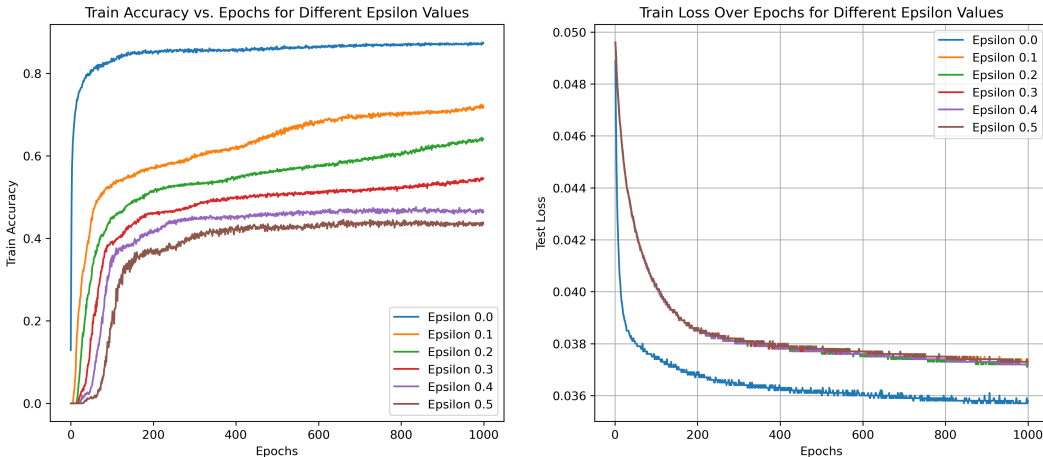 Train Accuracy vs. Epochs for Different Epsilon Values
Train Accuracy
0.8
0.6
0.4
0.2
0.0
0 200 400 600 800 1000
Epochs
Epsilon 0.0
Epsilon 0.1
Epsilon 0.2
Epsilon 0.3
Epsilon 0.4
Epsilon 0.5
Train Loss Over Epochs for Different Epsilon Values
Test Loss
0.050
0.048
0.046
0.044
0.042
0.040
0.038
0.036
0 200 400 600 800 1000
Epochs
Epsilon 0.0
Epsilon 0.1
Epsilon 0.2
Epsilon 0.3
Epsilon 0.4
Epsilon 0.5